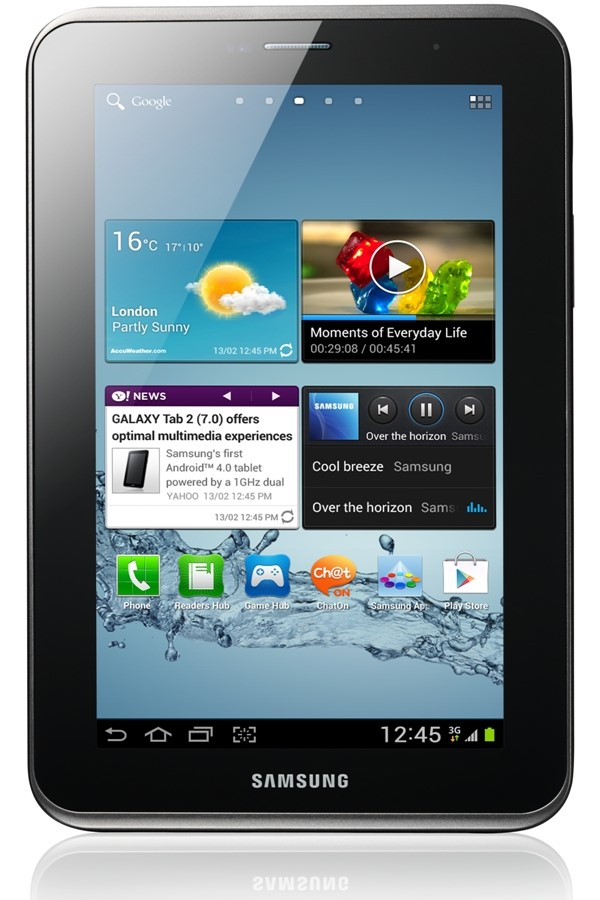 Google
16°C 17°|10°
London
Partly Sunny
AccuWeather.com 13/02 12:45 PM
Moments of Everyday Life
00:29:08 / 00:45:41
Y! NEWS
GALAXY Tab 2 (7.0) offers
optimal multimedia experiences
Samsung's first
Android™ 4.0 tablet
powered by a 1GHz dual
YAHOO 13/02 12:45 PM
13/02 12:45 PM
SAMSUNG
Over the horizon Sams
Cool breeze Samsung
Over the horizon Sams
Ch@t
ON
Phone Readers Hub Game Hub ChatOn Samsung Ap Play Store
12:45 3G
SAMSUNG